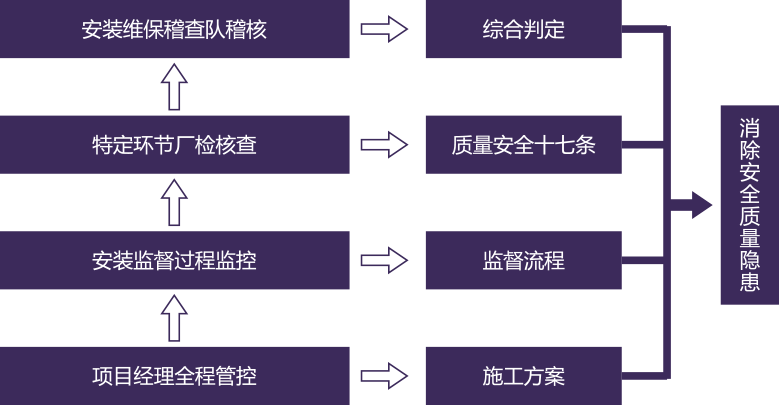 安装维保稽查队稽核
综合判定
特定环节厂检核查
质量安全十七条
安装监督过程监控
监督流程
项目经理全程管控
施工方案
消除安全质量隐患